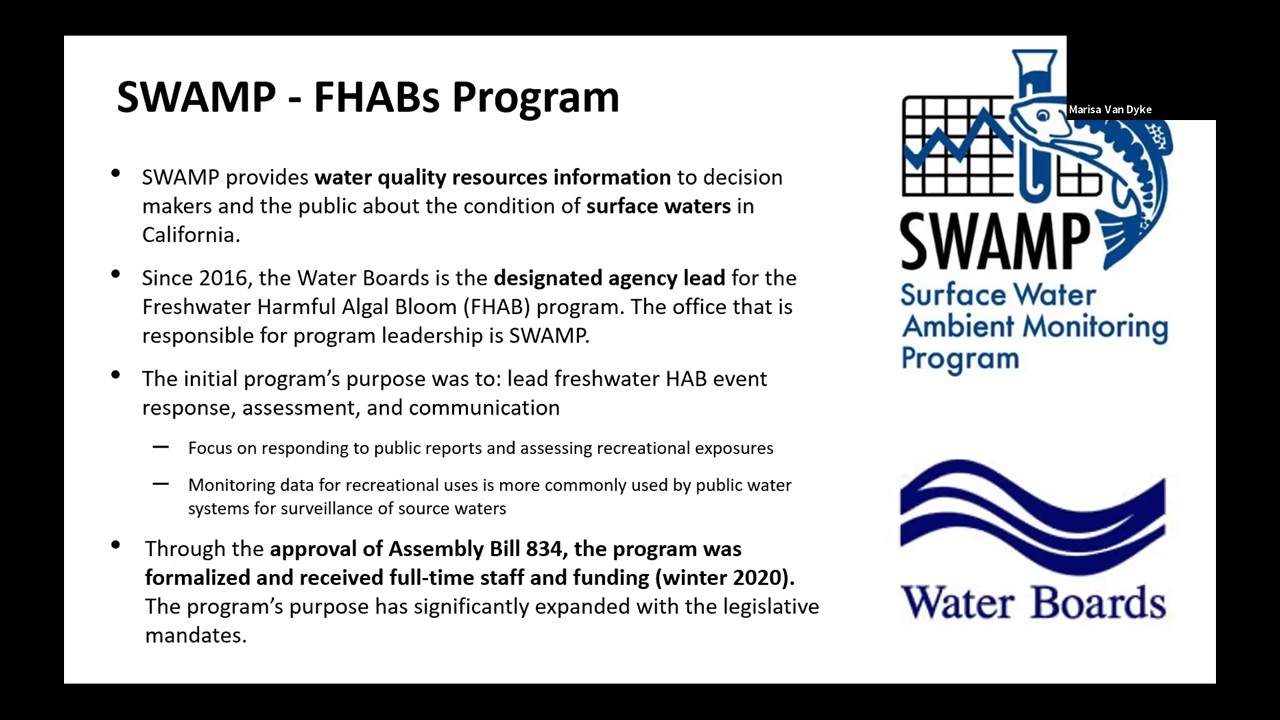 SWAMP - FHABs Program
Marisa Van Dyke
• SWAMP provides water quality resources information to decision
makers and the public about the condition of surface waters in
California.
• Since 2016, the Water Boards is the designated agency lead for the
Freshwater Harmful Algal Bloom (FHAB) program. The office that is
responsible for program leadership is SWAMP.
• The initial program’s purpose was to: lead freshwater HAB event
response, assessment, and communication
– Focus on responding to public reports and assessing recreational exposures
– Monitoring data for recreational uses is more commonly used by public water
systems for surveillance of source waters
• Through the approval of Assembly Bill 834, the program was
formalized and received full-time staff and funding (winter 2020).
The program’s purpose has significantly expanded with the legislative
mandates.
SWAMP
Surface Water
Ambient Monitoring
Program
Water Boards